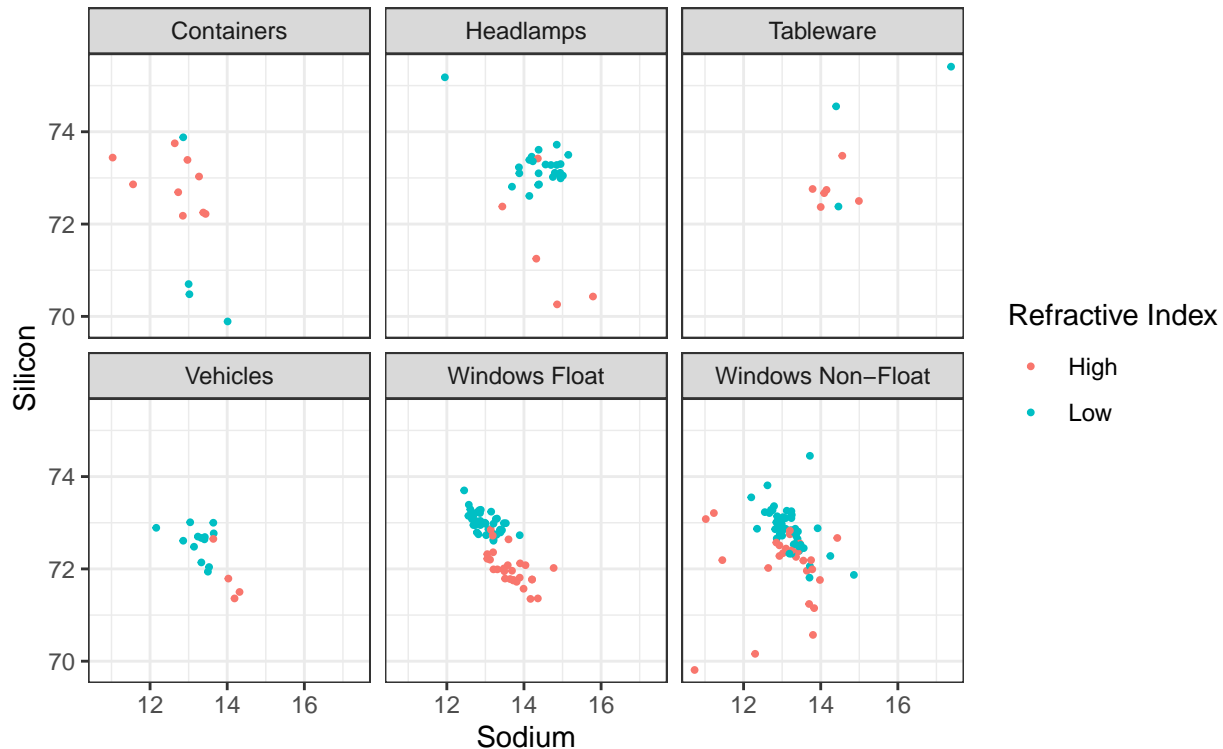 Containers
Headlamps
Tableware
74
72
70
Vehicles
Windows Float
Windows Non−Float
74
72
70
12
14
16
12
14
16
12
14
16
Sodium
Silicon
Refractive Index
High
Low